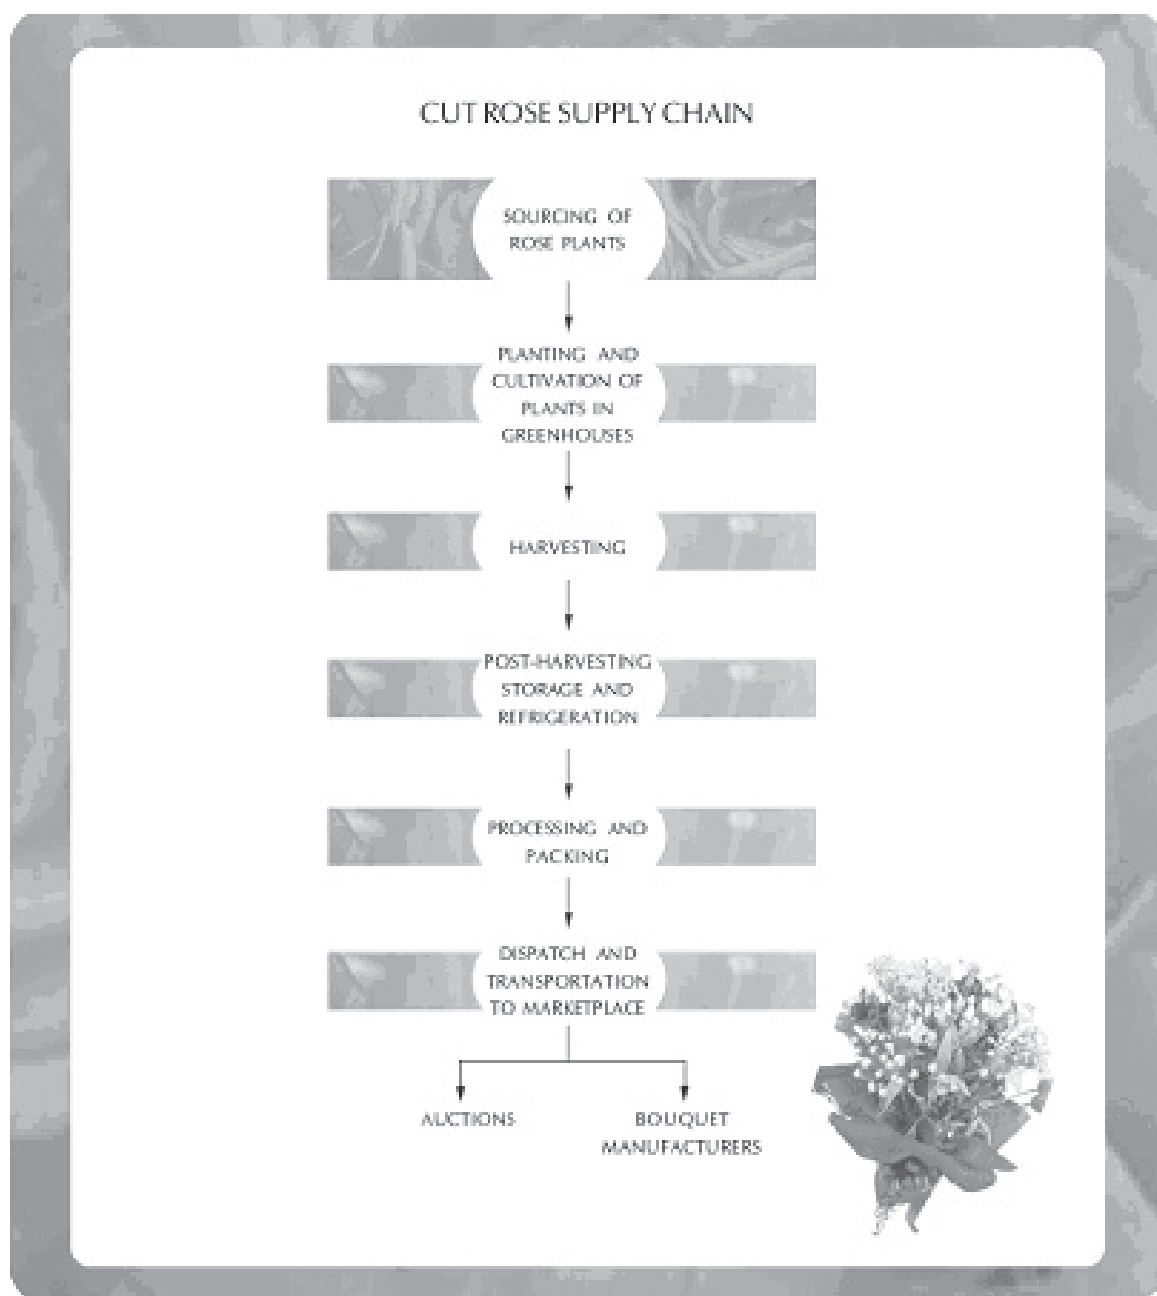 CUT ROSE SUPPLY CHAIN
SOURCING OF
ROSE PLANTS
PLANTING AND
CULTIVATION OF
PLANTS IN
GREENHOUSES
HARVESTING
POST-HARVESTING
STORAGE AND
REFRIGERATION
PROCESSING AND
PACKING
DISPATCH AND
TRANSPORTATION
TO MARKETPLACE
AUCTIONS
BOUQUET
MANUFACTURERS